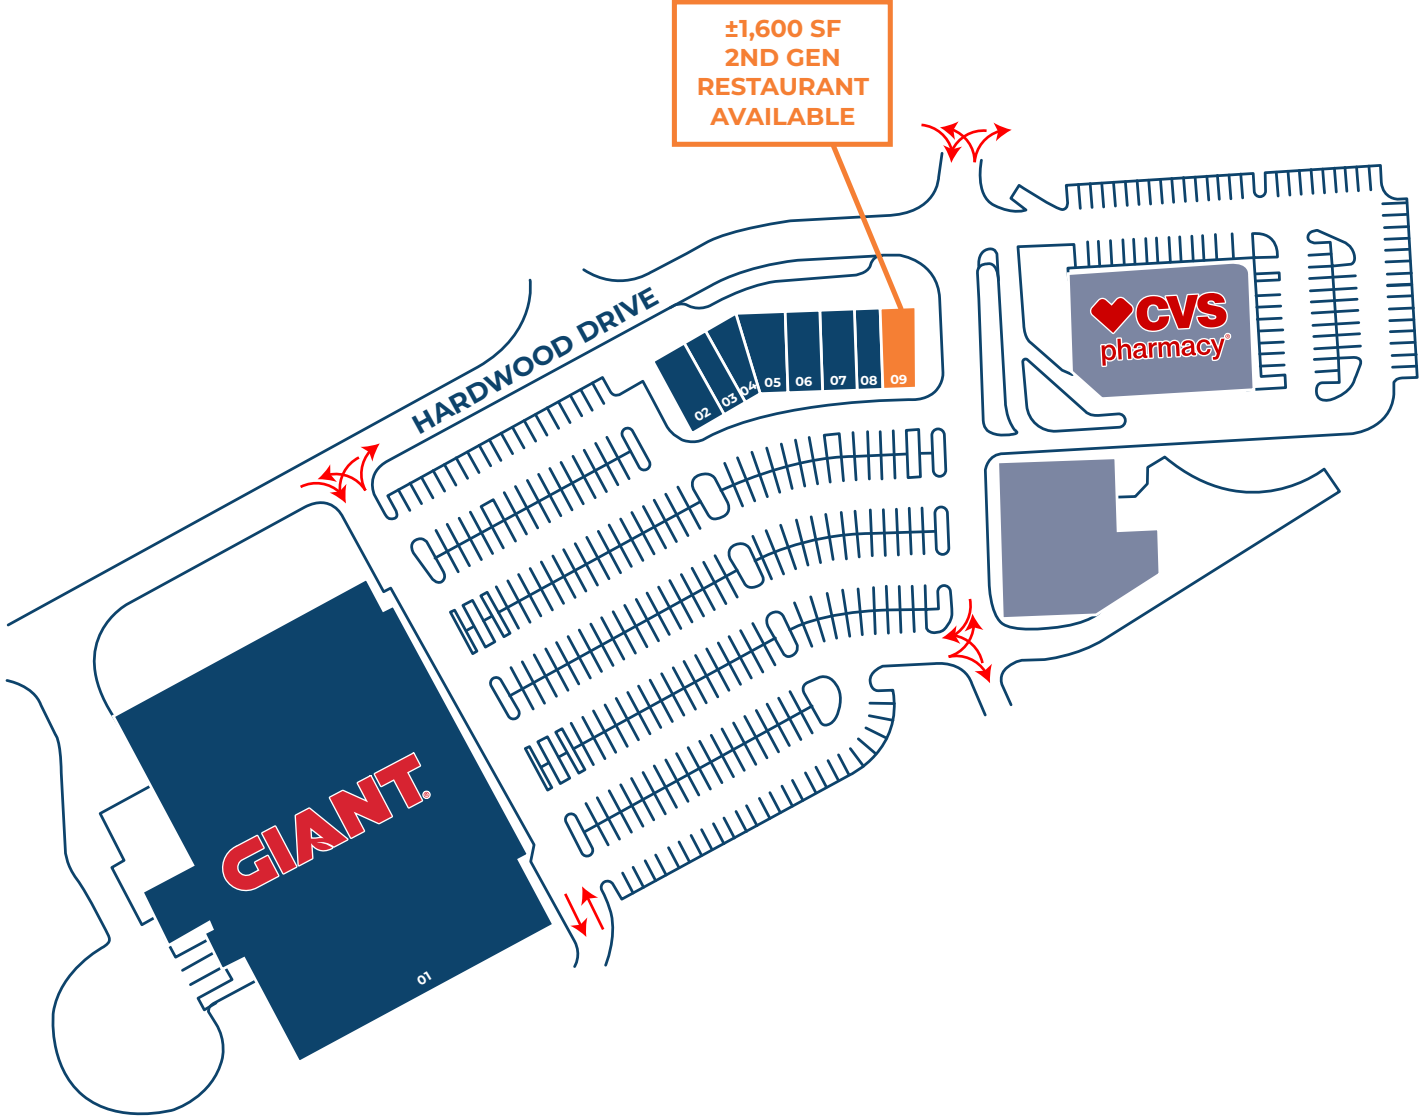 ±1,600 SF
2ND GEN
RESTAURANT
AVAILABLE
HARDWOOD DRIVE
02
03
04
05
06
07
08
09
CVS
pharmacy®
GIANT®
01